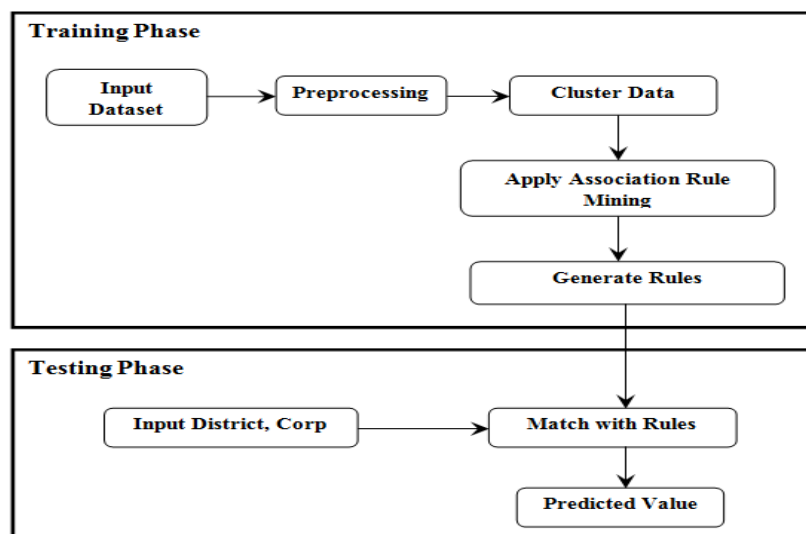 Training Phase
Input
Dataset
Preprocessing
Cluster Data
Apply Association Rule
Mining
Generate Rules
Testing Phase
Input District, Corp
Match with Rules
Predicted Value